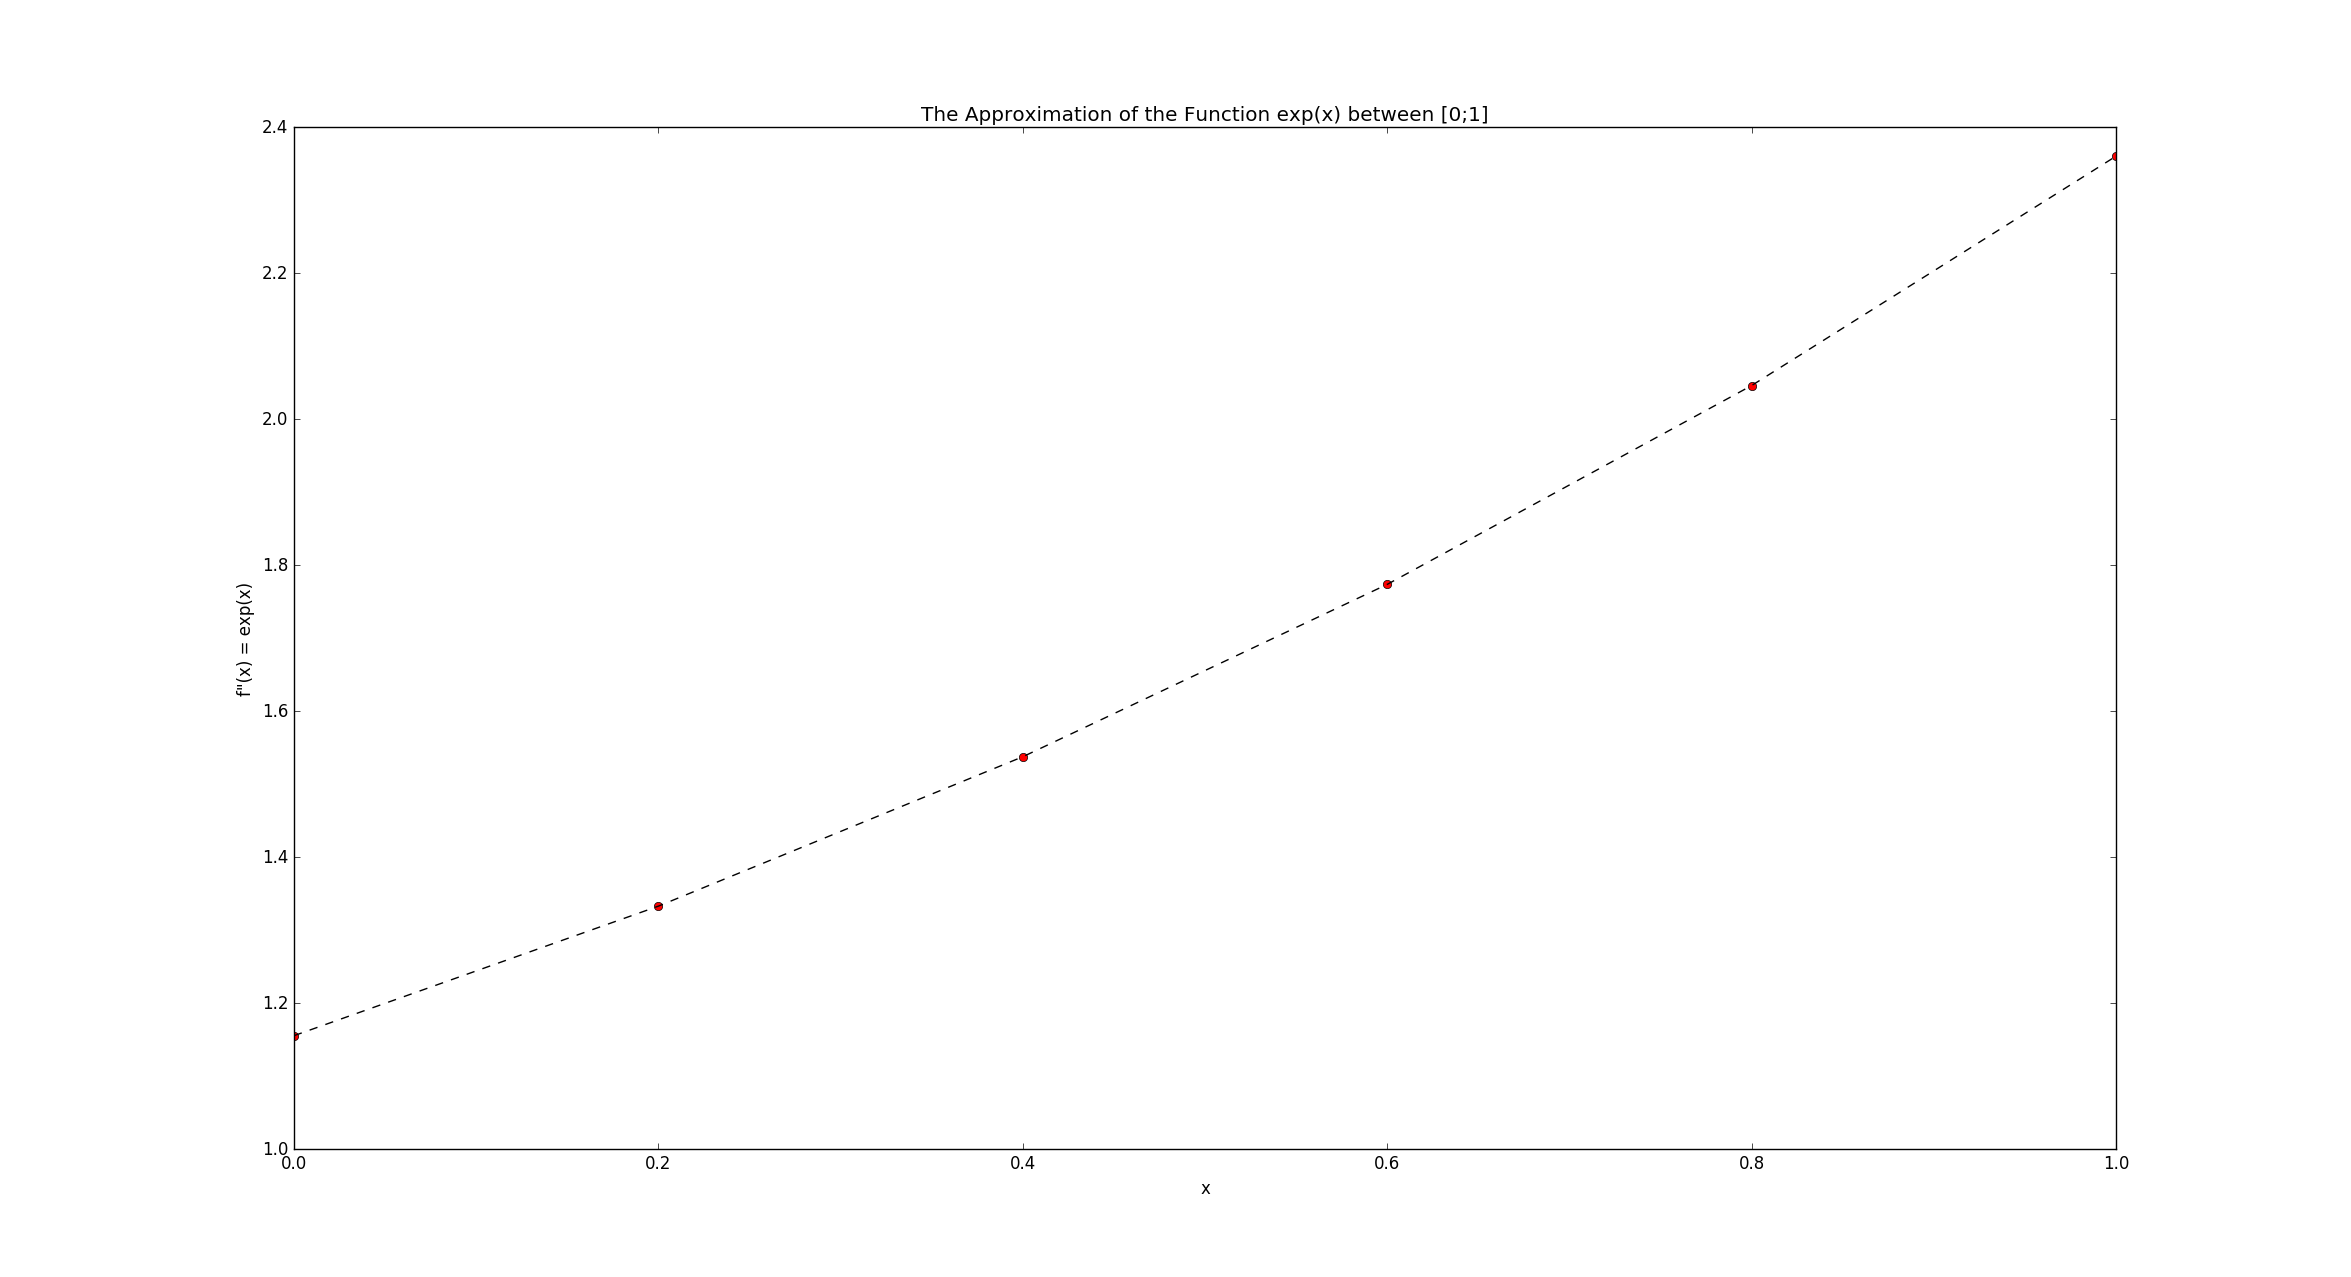 The Approximation of the Function exp(x) between [0;1]
2.4
2.2
2.0
1.8
1.6
1.4
1.2
1.0
f"(x) = exp(x)
0.0 0.2 0.4 0.6 0.8 1.0
x